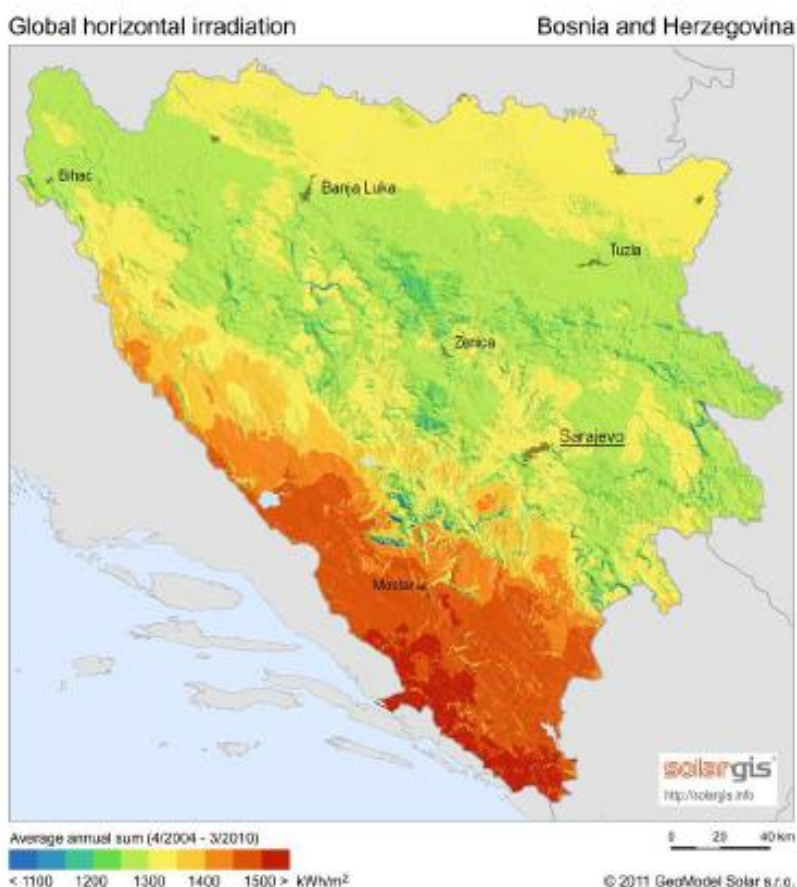 Global horizontal irradiation
Bosnia and Herzegovina
Bihać
Banja Luka
Tuzla
Zenica
Sarajevo
Mostar
solargis
http://solargis.info
Average annual sum (4/2004 - 3/2010)
0 20 40 km
< 1100 1200 1300 1400 1500 > kWh/m²
© 2011 GeoModel Solar s.r.o.